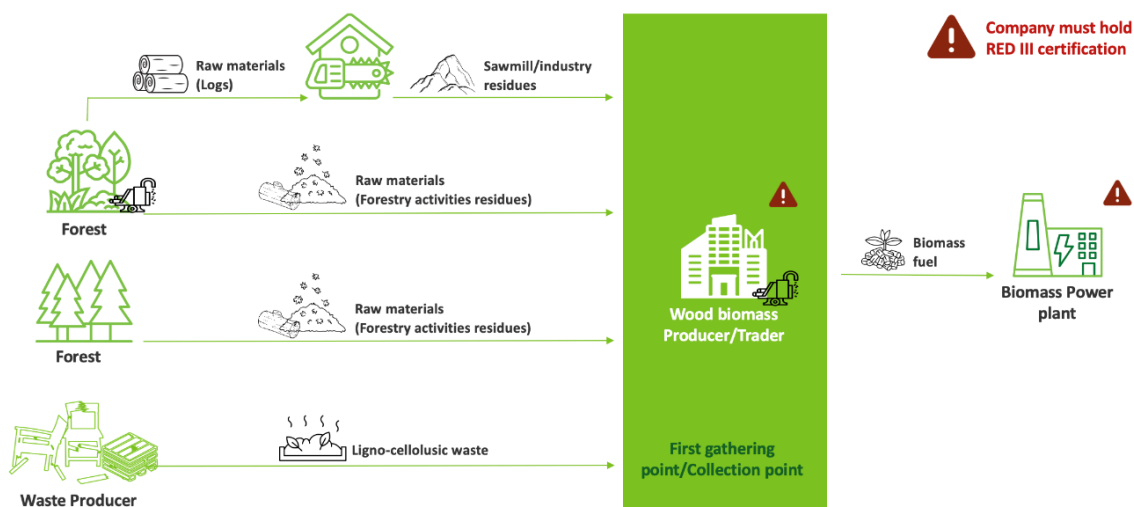 Company must hold
RED III certification
Raw materials
(Logs)
Sawmill/industry
residues
Raw materials
(Forestry activities residues)
Forest
Raw materials
(Forestry activities residues)
Forest
Wood biomass
Producer/Trader
Biomass
fuel
Biomass Power
plant
Ligno-cellolusic waste
First gathering
point/Collection point
Waste Producer